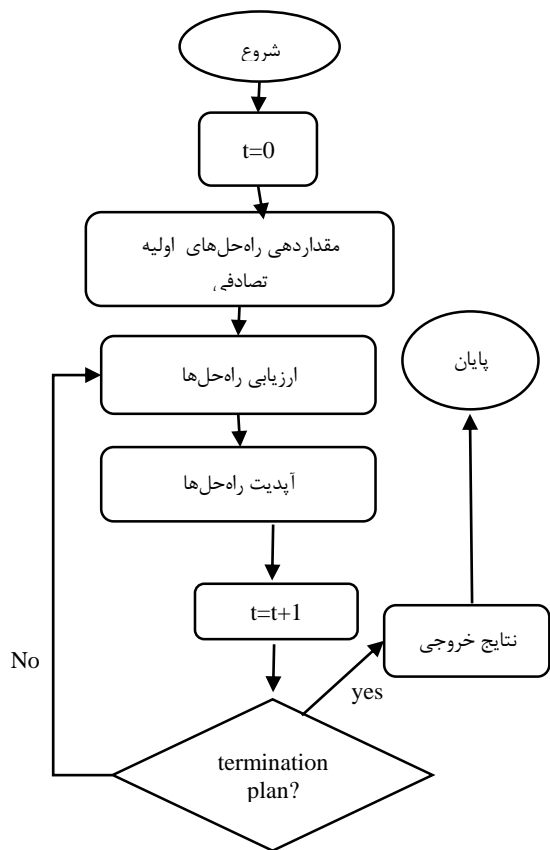 شروع
t=0
مقداردهی راه‌حل‌های اولیه
تصادفی
ارزیابی راه‌حل‌ها
پایان
آپدیت راه‌حل‌ها
t=t+1
نتایج خروجی
No
yes
termination
plan?